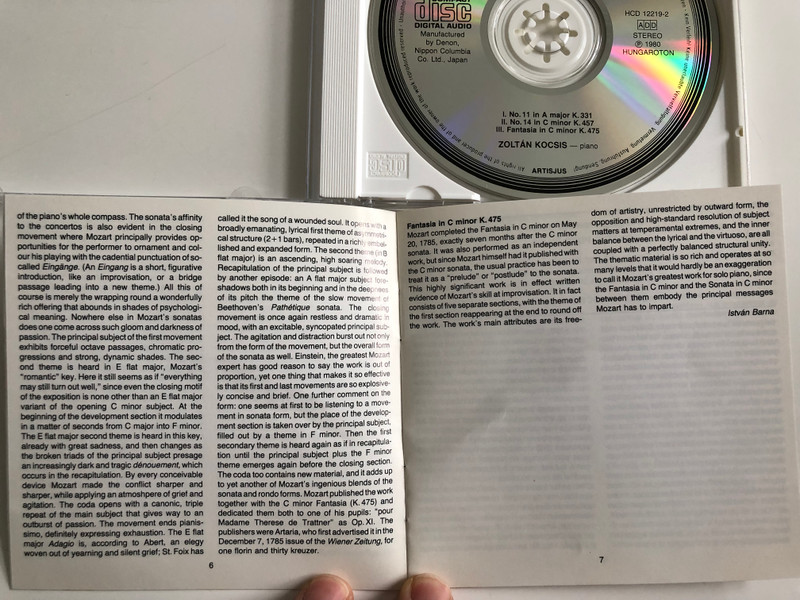 COMPACT
disc
DIGITAL AUDIO
Manufactured
by Denon,
Nippon Columbia
Co. Ltd., Japan
HCD 12219-2
ADD
STEREO
℗ 1980
HUNGAROTON
I. No. 11 in A major K. 331
II. No. 14 in C minor K. 457
III. Fantasia in C minor K. 475
ZOLTÁN KOCSIS — piano
All rights of the producer and of the owner of the work reproduced reserved
ARTISJUS
of the piano's whole compass. The sonata's affinity
to the concertos is also evident in the closing
movement where Mozart principally provides op-
portunities for the performer to ornament and col-
our his playing with the cadential punctuation of so-
called Eingänge. (An Eingang is a short, figurative
introduction, like an improvisation, or a bridge
passage leading into a new theme.) All this of
course is merely the wrapping round a wonderfully
rich offering that abounds in shades of psychologi-
cal meaning. Nowhere else in Mozart's sonatas
does one come across such gloom and darkness of
passion. The principal subject of the first movement
exhibits forceful octave passages, chromatic pro-
gressions and strong, dynamic shades. The sec-
ond theme is heard in E flat major, Mozart's
"romantic" key. Here it still seems as if "everything
may still turn out well," since even the closing motif
of the exposition is none other than an E flat major
variant of the opening C minor subject. At the
beginning of the development section it modulates
in a matter of seconds from C major into F minor.
The E flat major second theme is heard in this key,
already with great sadness, and then changes as
the broken triads of the principal subject presage
an increasingly dark and tragic dénouement, which
occurs in the recapitulation. By every conceivable
device Mozart made the conflict sharper and
sharper, while applying an atmoshpere of grief and
agitation. The coda opens with a canonic, triple
repeat of the main subject that gives way to an
outburst of passion. The movement ends pianis-
simo, definitely expressing exhaustion. The E flat
major Adagio is, according to Abert, an elegy
woven out of yearning and silent grief; St. Foix has
6
called it the song of a wounded soul. It opens with a
broadly emanating, lyrical first theme of asymmetri-
cal structure (2+1 bars), repeated in a richly embel-
lished and expanded form. The second theme (in B
flat major) is an ascending, high soaring melody.
Recapitulation of the principal subject is followed
by another episode: an A flat major subject fore-
shadows both in its beginning and in the deepness
of its pitch the theme of the slow movement of
Beethoven's Pathétique sonata. The closing
movement is once again restless and dramatic in
mood, with an excitable, syncopated principal sub-
ject. The agitation and distraction burst out not only
from the form of the movement, but the overall form
of the sonata as well. Einstein, the greatest Mozart
expert has good reason to say the work is out of
proportion, yet one thing that makes it so effective
is that its first and last movements are so explosive-
ly concise and brief. One further comment on the
form: one seems at first to be listening to a move-
ment in sonata form, but the place of the develop-
ment section is taken over by the principal subject,
filled out by a theme in F minor. Then the first
secondary theme is heard again as if in recapitula-
tion until the principal subject plus the F minor
theme emerges again before the closing section.
The coda too contains new material, and it adds up
to yet another of Mozart's ingenious blends of the
sonata and rondo forms. Mozart published the work
together with the C minor Fantasia (K. 475) and
dedicated them both to one of his pupils: "pour
Madame Therese de Trattner" as Op. XI. The
publishers were Artaria, who first advertised it in the
December 7, 1785 issue of the Wiener Zeitung, for
one florin and thirty kreuzer.
Fantasia in C minor K. 475
Mozart completed the Fantasia in C minor on May
20, 1785, exactly seven months after the C minor
sonata. It was also performed as an independent
work, but since Mozart himself had it published with
the C minor sonata, the usual practice has been to
treat it as a "prelude" or "postlude" to the sonata.
This highly significant work is in effect written
evidence of Mozart's skill at improvisation. It in fact
consists of five separate sections, with the theme of
the first section reappearing at the end to round off
the work. The work's main attributes are its free-
dom of artistry, unrestricted by outward form, the
opposition and high-standard resolution of subject
matters at temperamental extremes, and the inner
balance between the lyrical and the virtuoso, are all
coupled with a perfectly balanced structural unity.
The thematic material is so rich and operates at so
many levels that it would hardly be an exaggeration
to call it Mozart's greatest work for solo piano, since
the Fantasia in C minor and the Sonata in C minor
between them embody the principal messages
Mozart has to impart.
István Barna
7